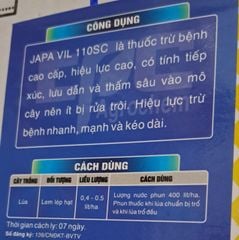 CÔNG DỤNG
JAPA VIL 110SC là thuốc trừ bệnh
cao cấp, hiệu lực cao, có tính tiếp
xúc, lưu dẫn và thấm sâu vào mô
cây nên ít bị rửa trôi. Hiệu lực trừ
bệnh nhanh, mạnh và kéo dài.
CÁCH DÙNG
CÂY TRỒNG ĐỐI TƯỢNG LIỀU LƯỢNG CÁCH DÙNG
Lúa Lem lép hạt 0,4 - 0.5 lít/ha Lượng nước phun 400 lít/ha.
Phun thuốc khi lúa chuẩn bị trổ
và khi lúa trổ đều
Thời gian cách ly: 07 ngày.
Số đăng ký: